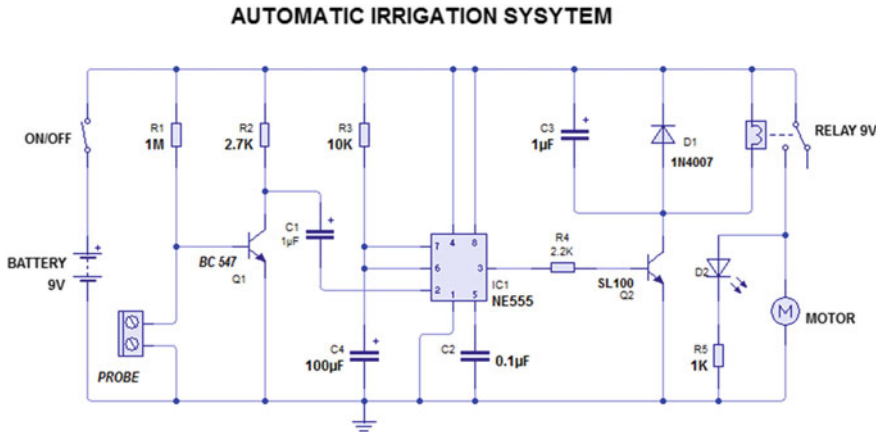 AUTOMATIC IRRIGATION SYSYTEM
ON/OFF
R1
1M
R2
2.7K
R3
10K
C3
+
1µF
D1
1N4007
RELAY 9V
BATTERY
9V
+
BC 547
Q1
C1
+
1µF
7
6
2
4
8
3
1
5
IC1
NE555
R4
2.2K
SL100
Q2
D2
M
MOTOR
PROBE
C4
+
100µF
C2
0.1µF
R5
1K